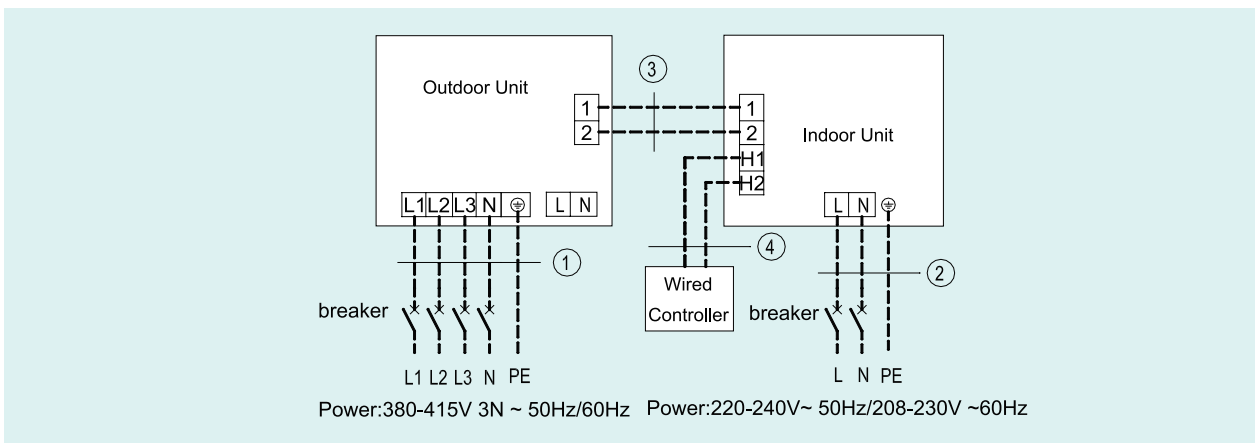 Outdoor Unit
1
2
L1 L2 L3 N
L N
③
1
2
H1
H2
Indoor Unit
L N
①
④
②
Wired
Controller
breaker
breaker
L1 L2 L3 N PE
L N PE
Power:380-415V 3N ~ 50Hz/60Hz
Power:220-240V~ 50Hz/208-230V ~60Hz